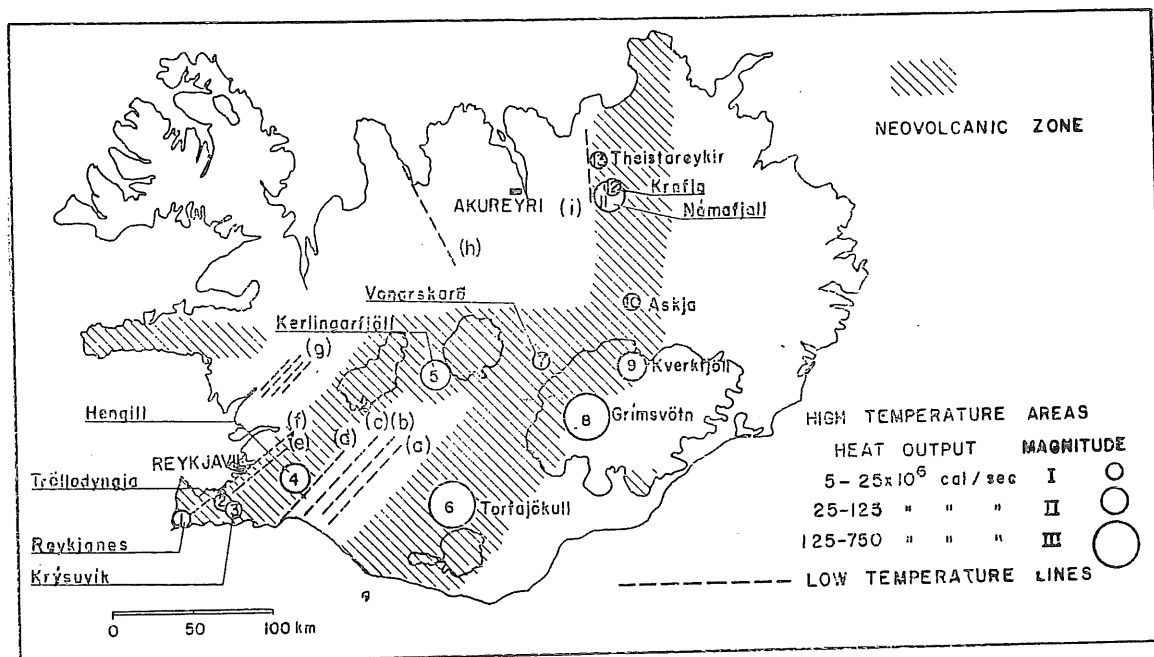 NEOVOLCANIC ZONE
13 Theistareykir
12 Krafla
11 Námafjall
AKUREYRI
(i)
(h)
Vonarskarð
Kerlingarfjöll
10 Askja
(g)
5
7
9 Kverkfjöll
Hengill
(f)
(e)
(d)
(c) (b)
(a)
8 Grímsvötn
REYKJAVIK
4
Trölladyngja
2
3
1
6
Torfajökull
Reykjanes
Krýsuvik
HIGH TEMPERATURE AREAS
HEAT OUTPUT MAGNITUDE
5-25x10⁶ cal/sec I
25-125 " " " II
125-750 " " " III
LOW TEMPERATURE LINES
0 50 100 km